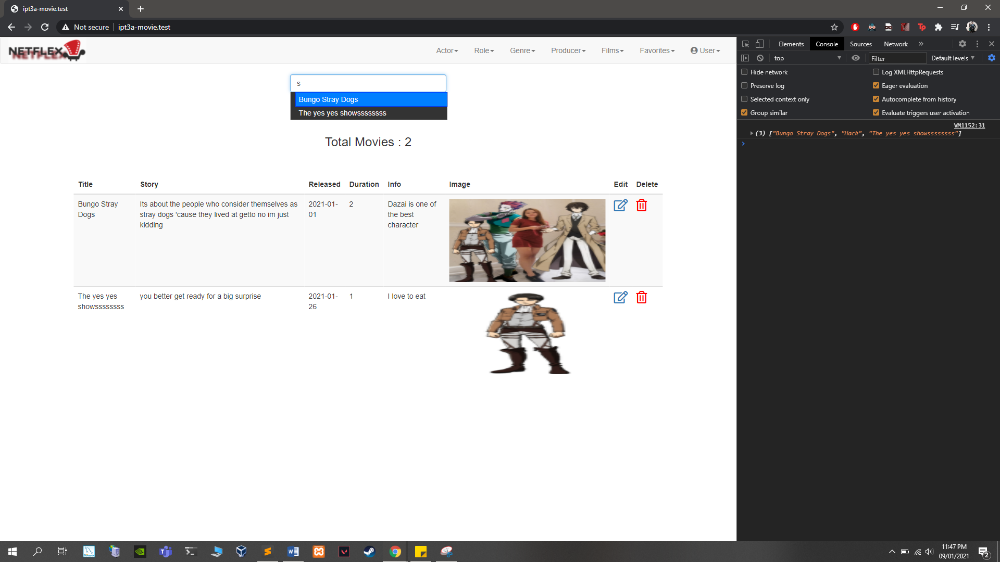 ipt3a-movie.test
Not secure ipt3a-movie.test
NETFLEX
Actor Role Genre Producer Films Favorites User
s
Bungo Stray Dogs
The yes yes showssssssss
Total Movies : 2
Title Story Released Duration Info Image Edit Delete
Bungo Stray Dogs
Its about the people who consider themselves as stray dogs 'cause they lived at getto no im just kidding
2021-01-01
2
Dazai is one of the best character
The yes yes showssssssss
you better get ready for a big surprise
2021-01-26
1
I love to eat
Elements Console Sources Network
top Filter Default levels
Hide network Log XMLHttpRequests
Preserve log Eager evaluation
Selected context only Autocomplete from history
Group similar Evaluate triggers user activation
VM1152:31
(3) ["Bungo Stray Dogs", "Hack", "The yes yes showssssssss"]
11:47 PM
09/01/2021
2